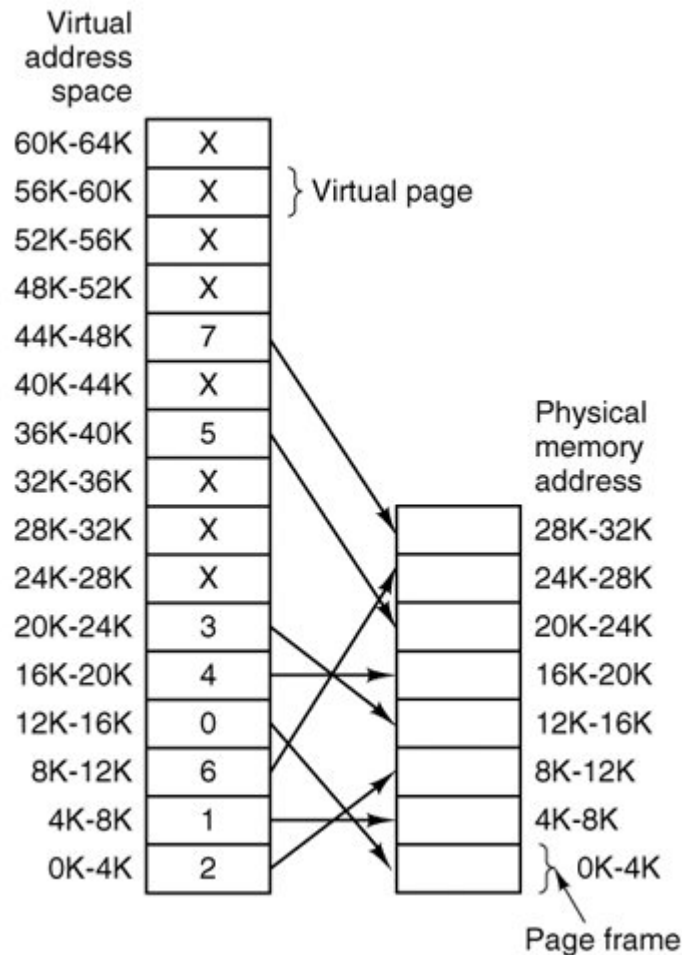 Virtual
address
space
60K-64K X
56K-60K X Virtual page
52K-56K X
48K-52K X
44K-48K 7
40K-44K X
36K-40K 5
32K-36K X
28K-32K X
24K-28K X
20K-24K 3
16K-20K 4
12K-16K 0
8K-12K 6
4K-8K 1
0K-4K 2
Physical
memory
address
28K-32K
24K-28K
20K-24K
16K-20K
12K-16K
8K-12K
4K-8K
0K-4K
Page frame